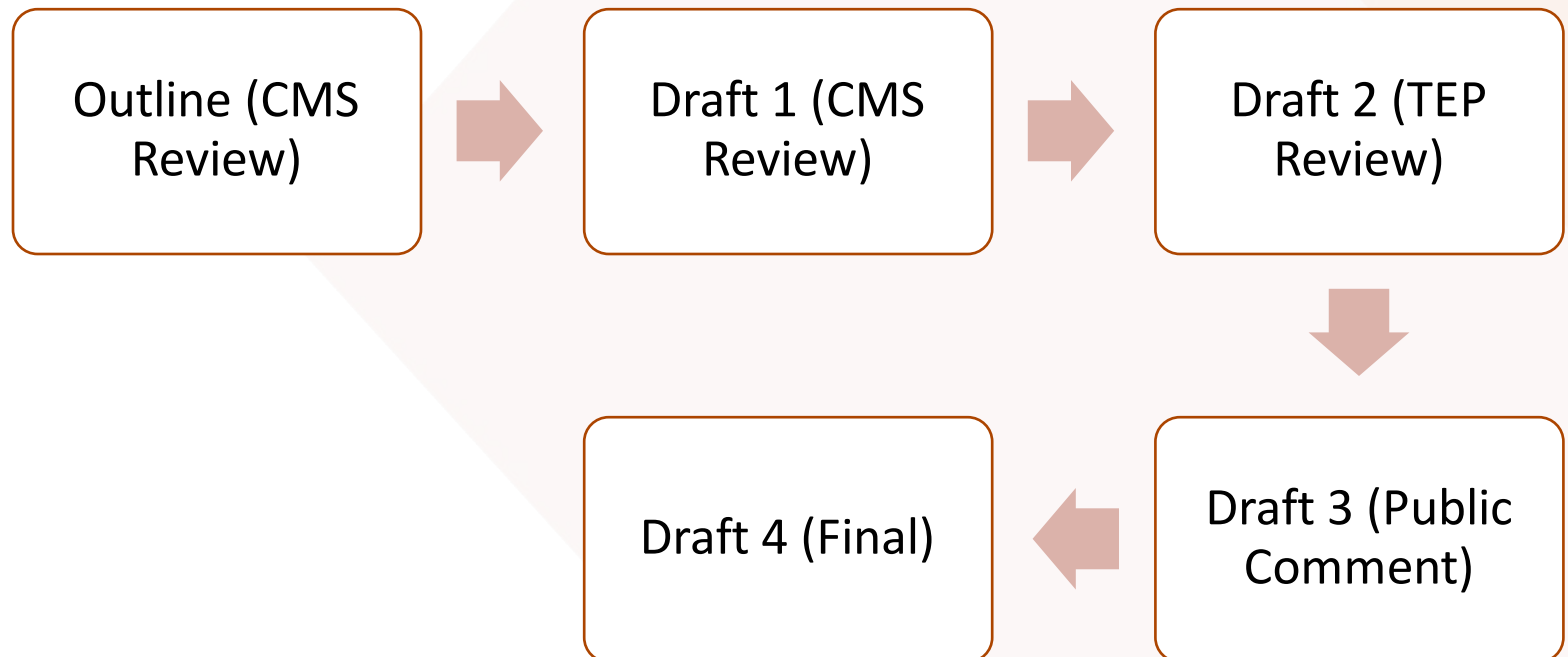 Outline (CMS
Review)
Draft 1 (CMS
Review)
Draft 2 (TEP
Review)
Draft 3 (Public
Comment)
Draft 4 (Final)